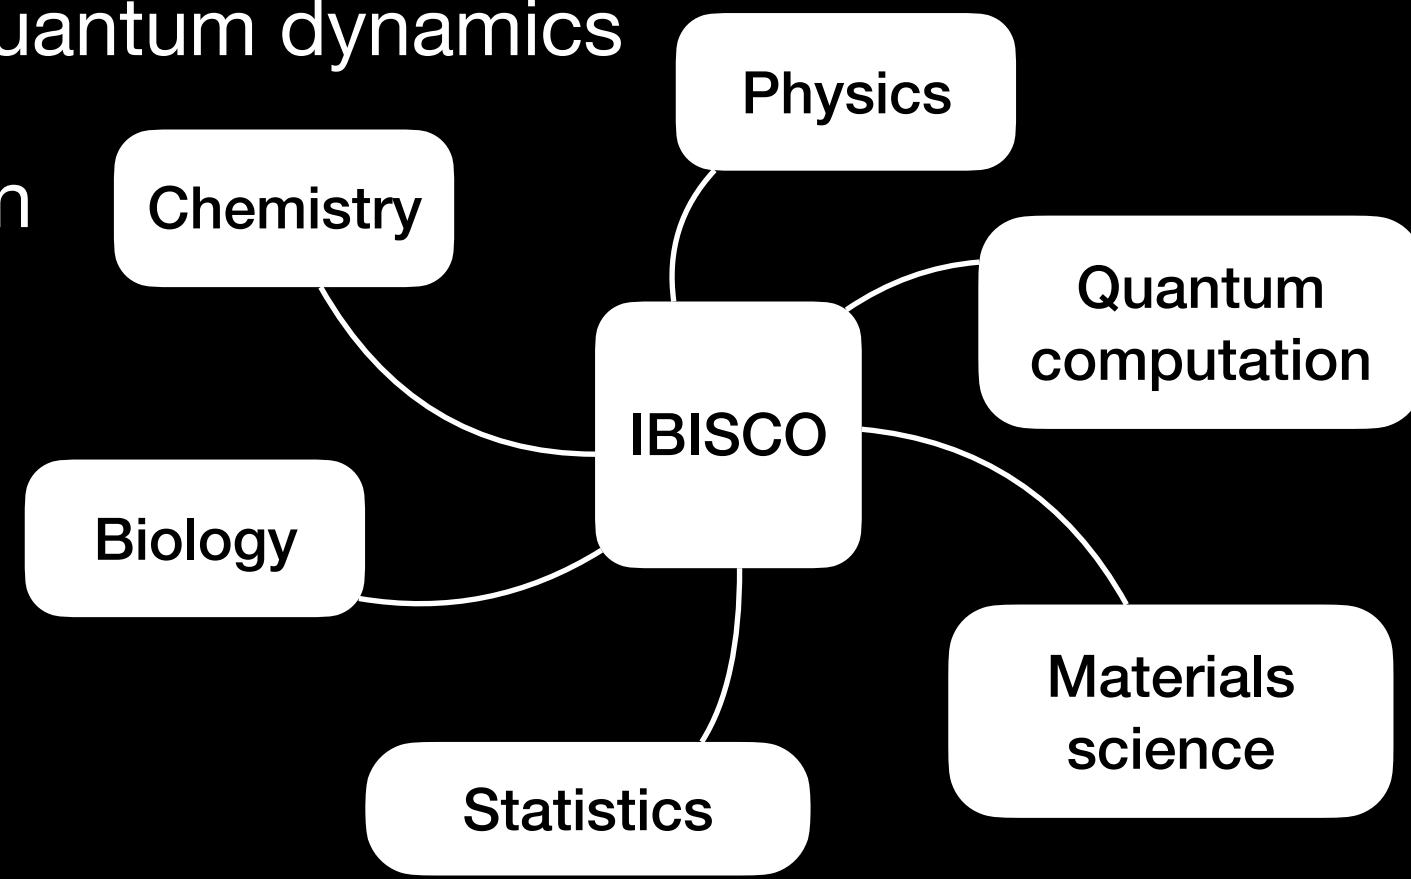 uantum dynamics
Physics
n
Chemistry
Quantum
computation
IBISCO
Biology
Materials
science
Statistics